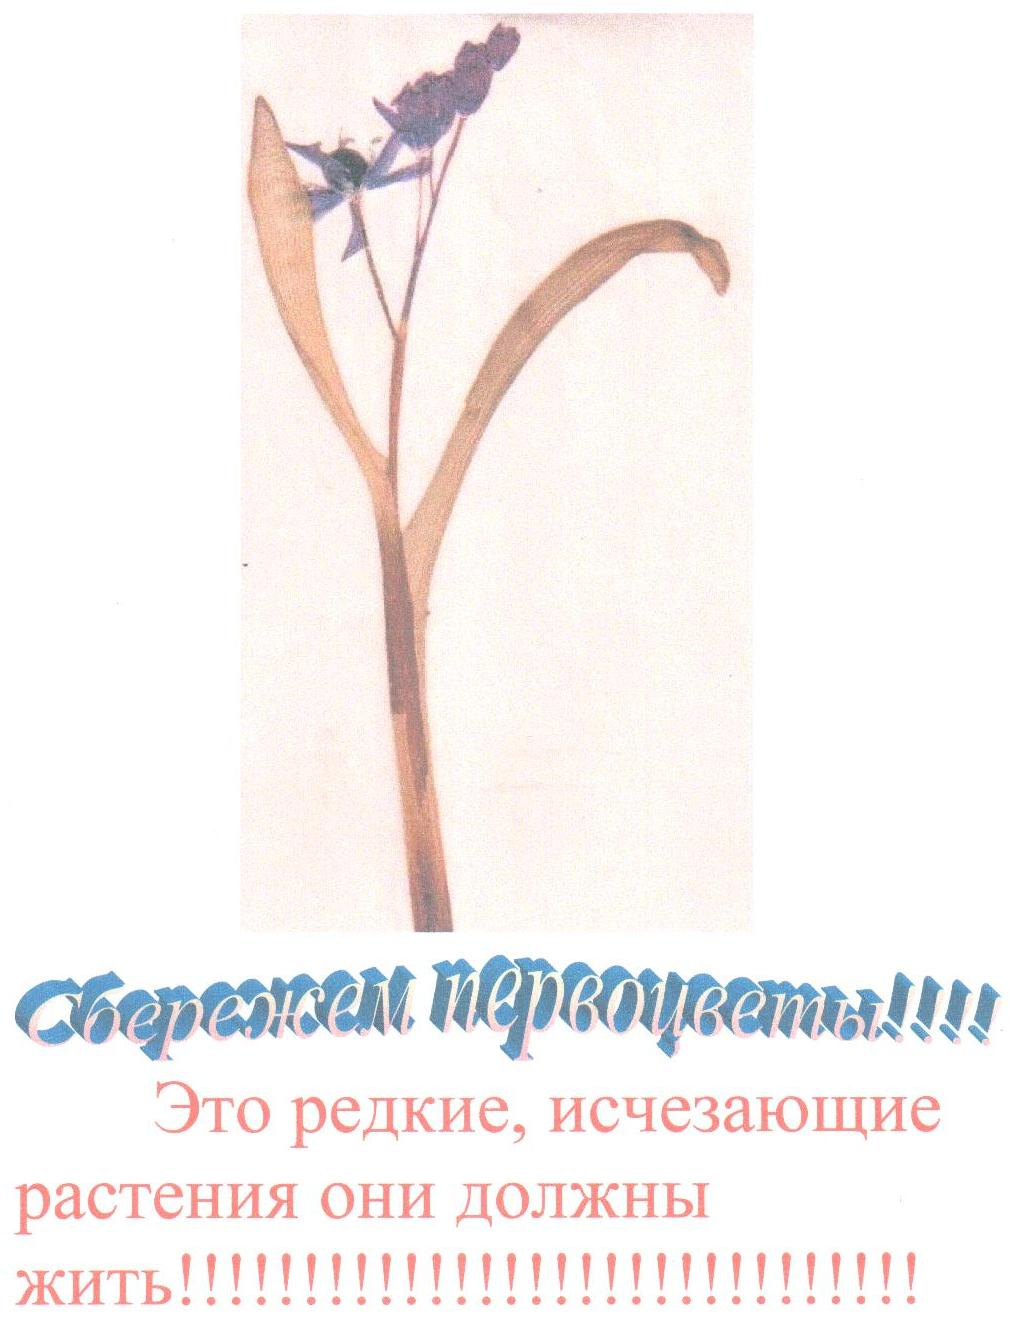 Сбережем первоцветы!!!!
Это редкие, исчезающие
растения они должны
жить!!!!!!!!!!!!!!!!!!!!!!!!!!!!!!!